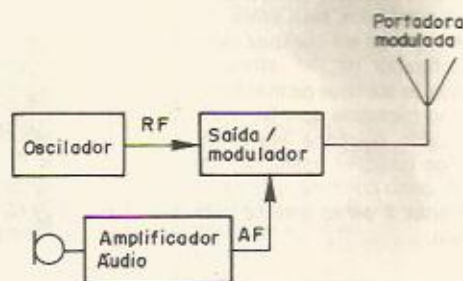 Portadora
modulada
RF
Oscilador
Saída /
modulador
Amplificador
Áudio
AF